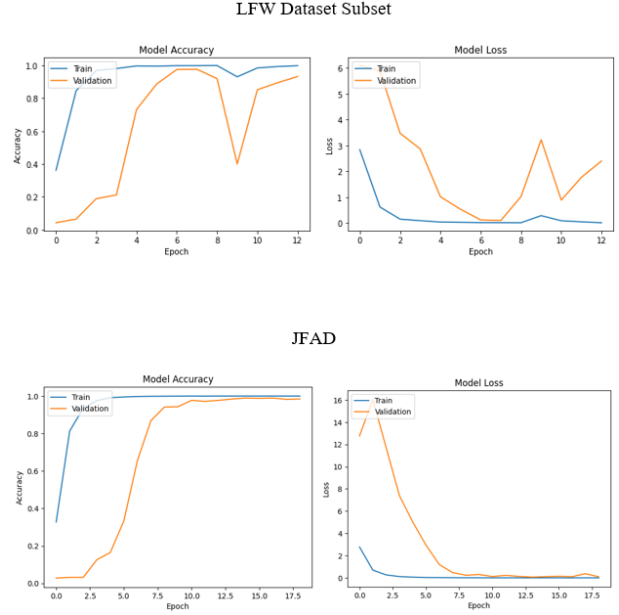 LFW Dataset Subset
Model Accuracy
Train
Validation
Accuracy
1.0
0.8
0.6
0.4
0.2
0.0
0 2 4 6 8 10 12
Epoch
Model Loss
Train
Validation
Loss
6
5
4
3
2
1
0
0 2 4 6 8 10 12
Epoch
JFAD
Model Accuracy
Train
Validation
Accuracy
1.0
0.8
0.6
0.4
0.2
0.0
0.0 2.5 5.0 7.5 10.0 12.5 15.0 17.5
Epoch
Model Loss
Train
Validation
Loss
16
14
12
10
8
6
4
2
0
0.0 2.5 5.0 7.5 10.0 12.5 15.0 17.5
Epoch